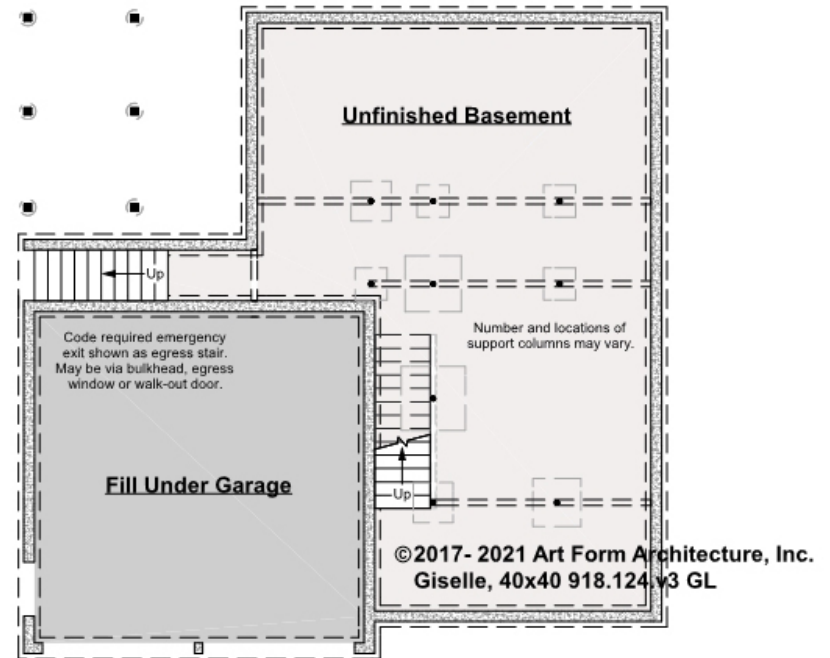 Unfinished Basement
Up
Number and locations of
support columns may vary.
Code required emergency
exit shown as egress stair.
May be via bulkhead, egress
window or walk-out door.
Fill Under Garage
Up
©2017- 2021 Art Form Architecture, Inc.
Giselle, 40x40 918.124.v3 GL